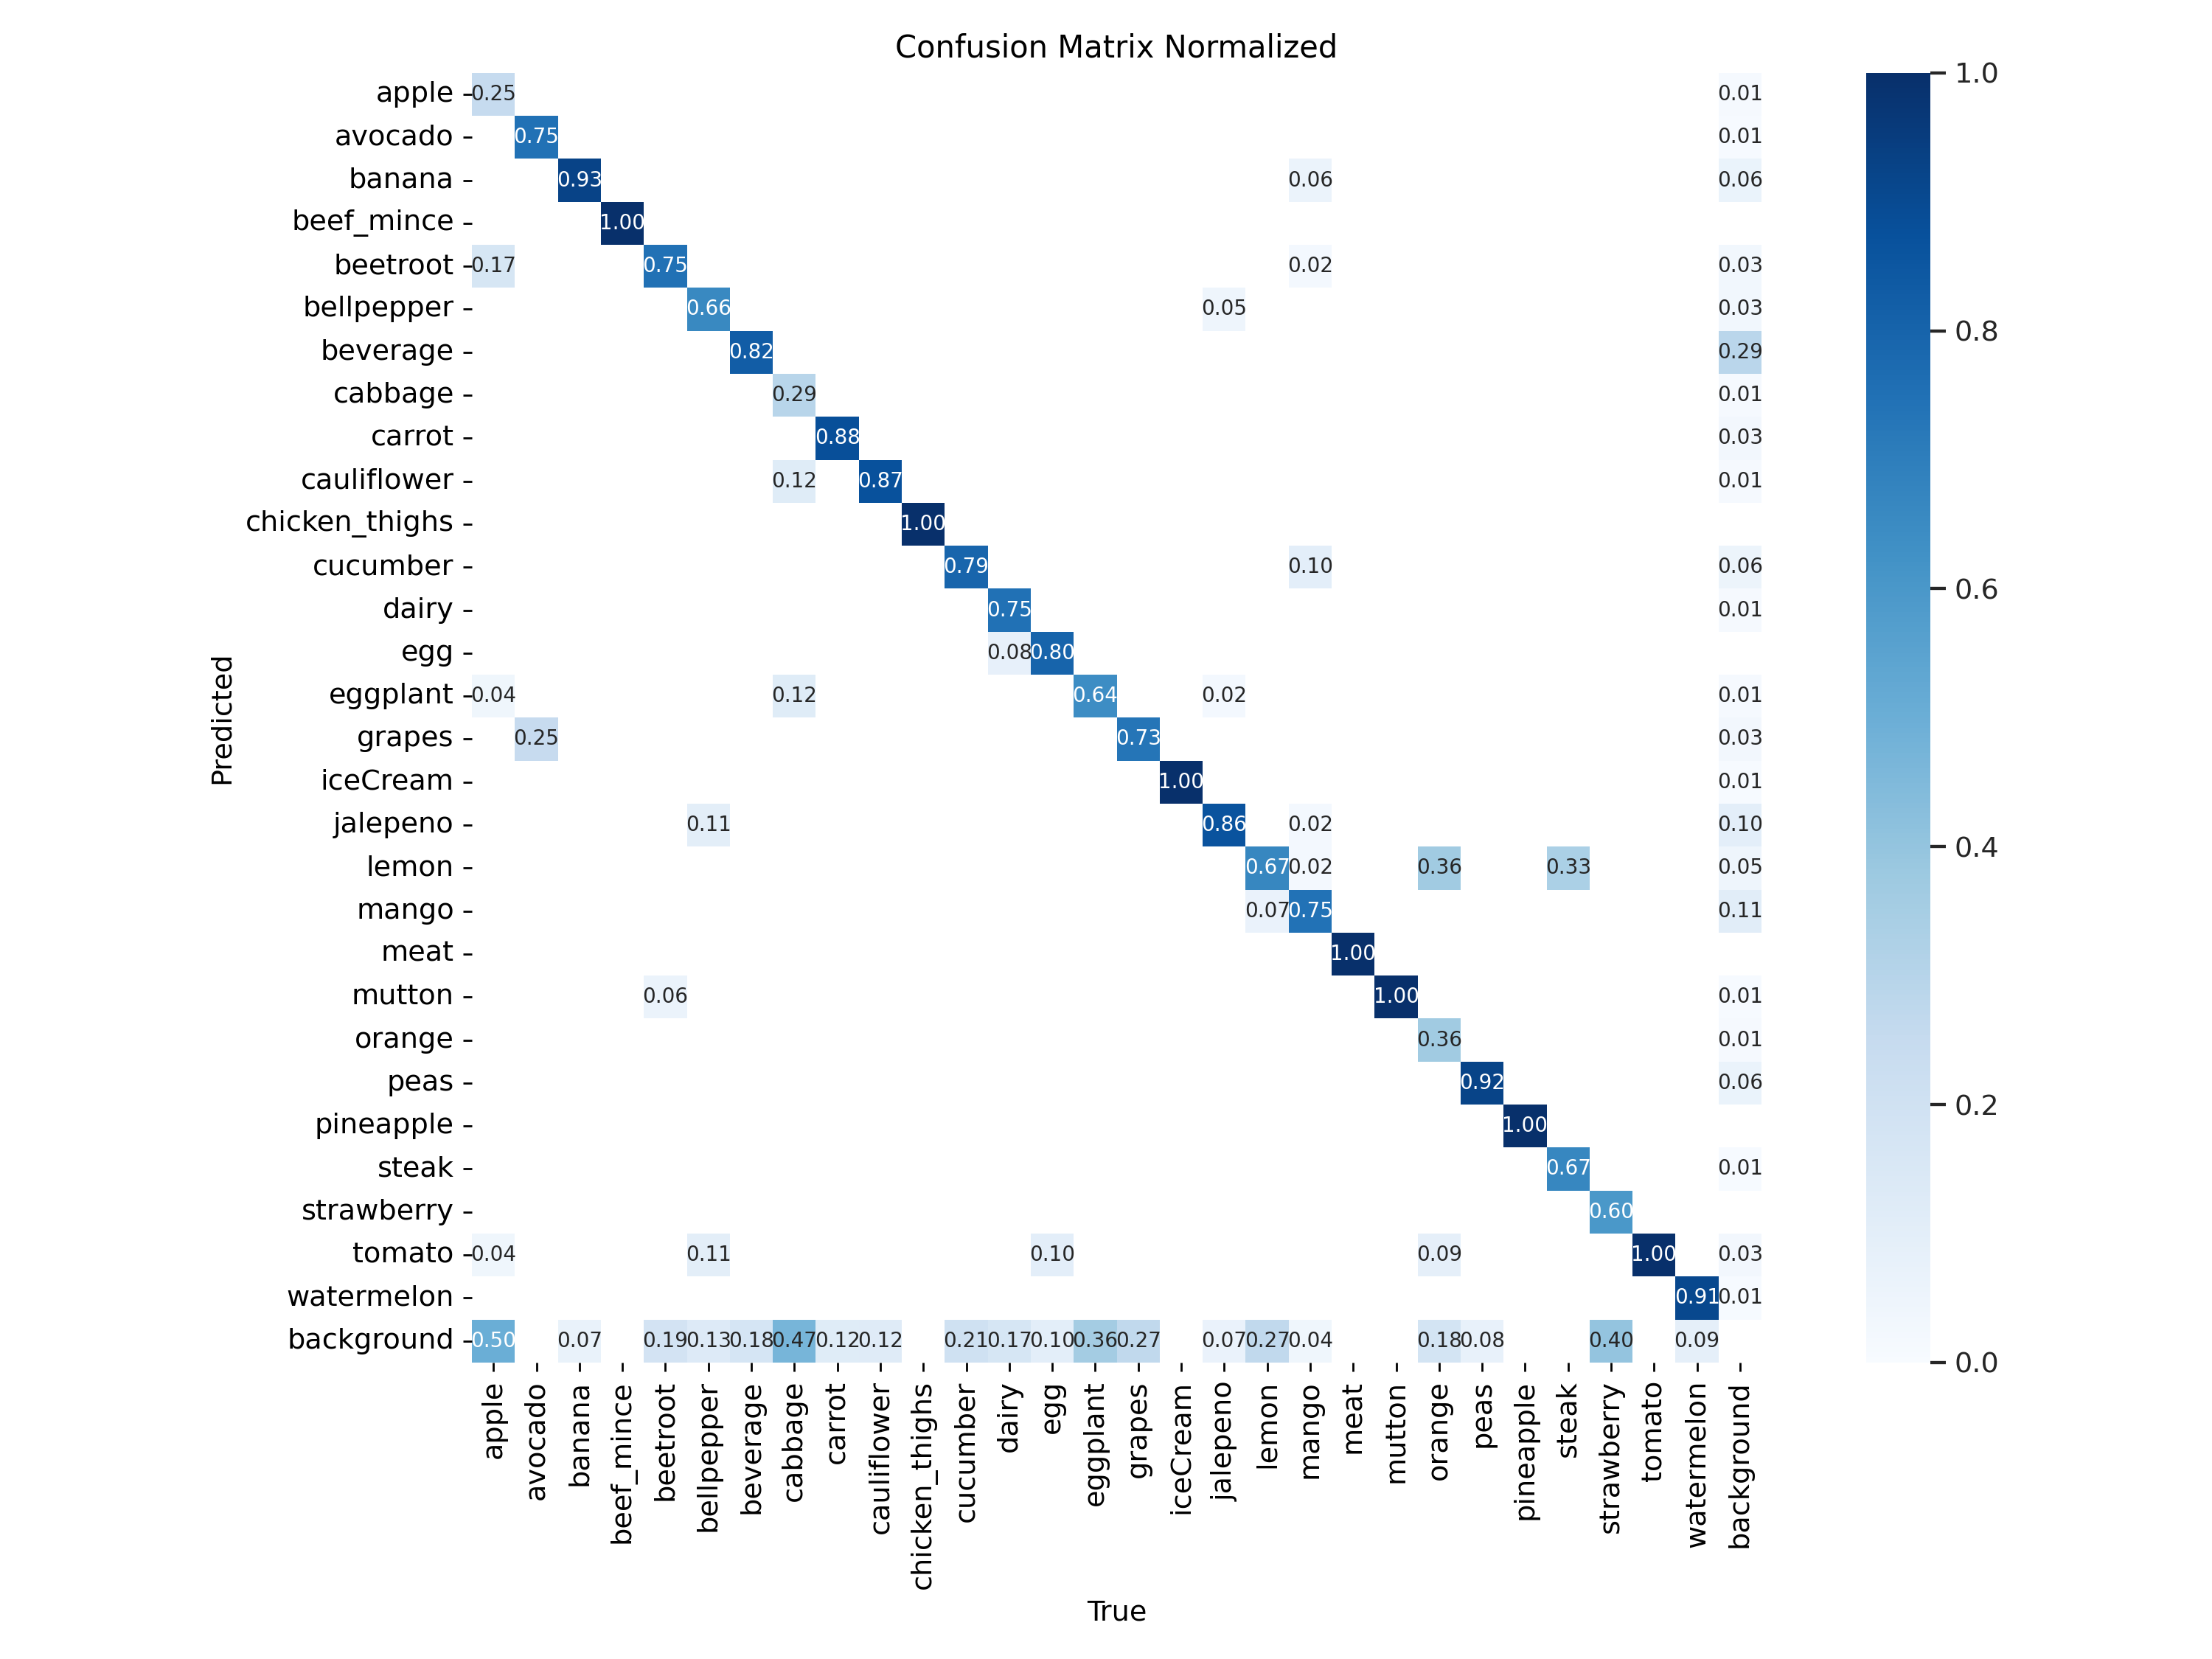 Confusion Matrix Normalized
apple 0.25 0.01 1.0
avocado 0.75 0.01
banana 0.93 0.06 0.06
beef_mince 1.00
beetroot 0.17 0.75 0.02 0.03
bellpepper 0.66 0.05 0.03 0.8
beverage 0.82 0.29
cabbage 0.29 0.01
carrot 0.88 0.03
cauliflower 0.12 0.87 0.01
chicken_thighs 1.00
cucumber 0.79 0.10 0.06
0.6
dairy 0.75 0.01
egg 0.08 0.80
eggplant 0.04 0.12 0.64 0.02 0.01
grapes 0.25 0.73 0.03
iceCream 1.00 0.01
jalepeno 0.11 0.86 0.02 0.10
0.4
lemon 0.67 0.02 0.36 0.33 0.05
mango 0.07 0.75 0.11
meat 1.00
mutton 0.06 1.00 0.01
orange 0.36 0.01
peas 0.92 0.06
0.2
pineapple 1.00
steak 0.67 0.01
strawberry 0.60
tomato 0.04 0.11 0.10 0.09 1.00 0.03
watermelon 0.91 0.01
background 0.50 0.07 0.19 0.13 0.18 0.47 0.12 0.12 0.21 0.17 0.10 0.36 0.27 0.07 0.27 0.04 0.18 0.08 0.40 0.09
0.0
Predicted
apple
avocado
banana
beef_mince
beetroot
bellpepper
beverage
cabbage
carrot
cauliflower
chicken_thighs
cucumber
dairy
egg
eggplant
grapes
iceCream
jalepeno
lemon
mango
meat
mutton
orange
peas
pineapple
steak
strawberry
tomato
watermelon
background
True